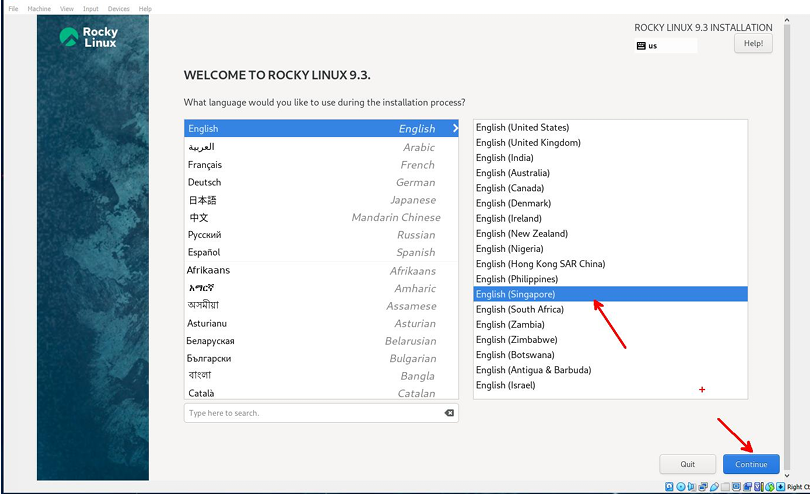 File Machine View Input Devices Help
Rocky
Linux
ROCKY LINUX 9.3 INSTALLATION
us
Help!
WELCOME TO ROCKY LINUX 9.3.
What language would you like to use during the installation process?
English English
العربية Arabic
Français French
Deutsch German
日本語 Japanese
中文 Mandarin Chinese
Русский Russian
Español Spanish
Afrikaans Afrikaans
አማርኛ Amharic
অসমীয়া Assamese
Asturianu Asturian
Беларуская Belarusian
Български Bulgarian
বাংলা Bangla
Català Catalan
Type here to search.
English (United States)
English (United Kingdom)
English (India)
English (Australia)
English (Canada)
English (Denmark)
English (Ireland)
English (New Zealand)
English (Nigeria)
English (Hong Kong SAR China)
English (Philippines)
English (Singapore)
English (South Africa)
English (Zambia)
English (Zimbabwe)
English (Botswana)
English (Antigua & Barbuda)
English (Israel)
Quit
Continue
Right Ct